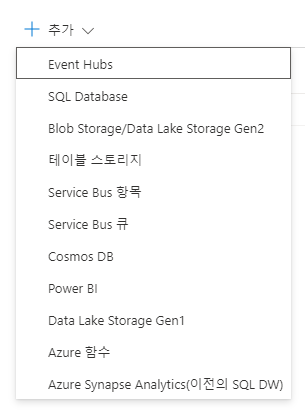 추가
Event Hubs
SQL Database
Blob Storage/Data Lake Storage Gen2
테이블 스토리지
Service Bus 항목
Service Bus 큐
Cosmos DB
Power BI
Data Lake Storage Gen1
Azure 함수
Azure Synapse Analytics(이전의 SQL DW)